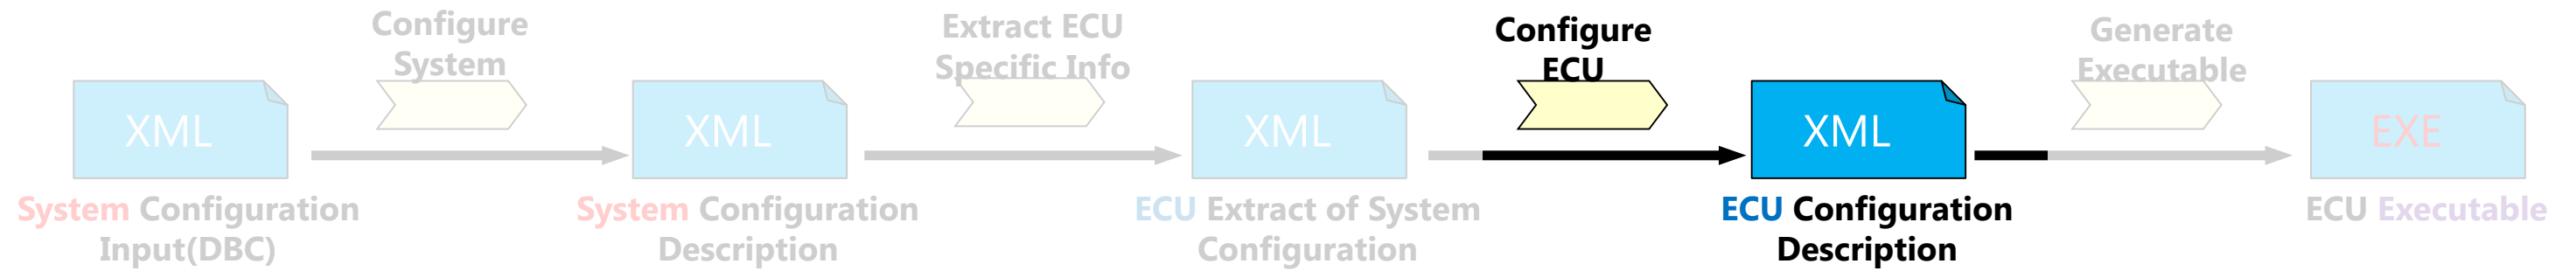 Configure
System
Extract ECU
Specific Info
Configure
ECU
Generate
Executable
XML
XML
XML
XML
EXE
System Configuration
Input(DBC)
System Configuration
Description
ECU Extract of System
Configuration
ECU Configuration
Description
ECU Executable